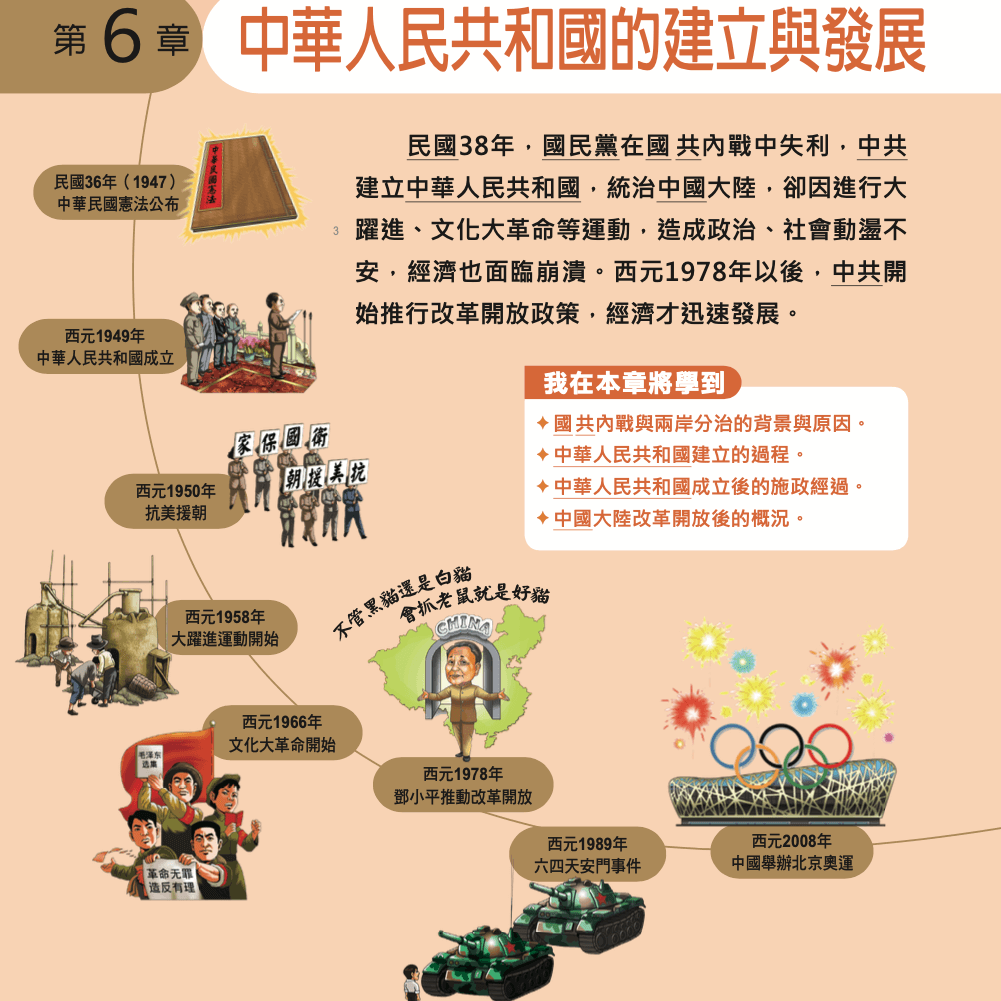 第6章
中華人民共和國的建立與發展
民國38年，國民黨在國共內戰中失利，中共
建立中華人民共和國，統治中國大陸，卻因進行大
躍進、文化大革命等運動，造成政治、社會動盪不
安，經濟也面臨崩潰。西元1978年以後，中共開
始推行改革開放政策，經濟才迅速發展。
3
我在本章將學到
國共內戰與兩岸分治的背景與原因。
中華人民共和國建立的過程。
中華人民共和國成立後的施政經過。
中國大陸改革開放後的概況。
民國36年（1947）
中華民國憲法公布
中華民國憲法
西元1949年
中華人民共和國成立
家保國衛
朝援美抗
西元1950年
抗美援朝
西元1958年
大躍進運動開始
西元1966年
文化大革命開始
毛泽东
选集
革命无罪
造反有理
不管黑貓還是白貓
會抓老鼠就是好貓
CHINA
西元1978年
鄧小平推動改革開放
西元1989年
六四天安門事件
西元2008年
中國舉辦北京奧運